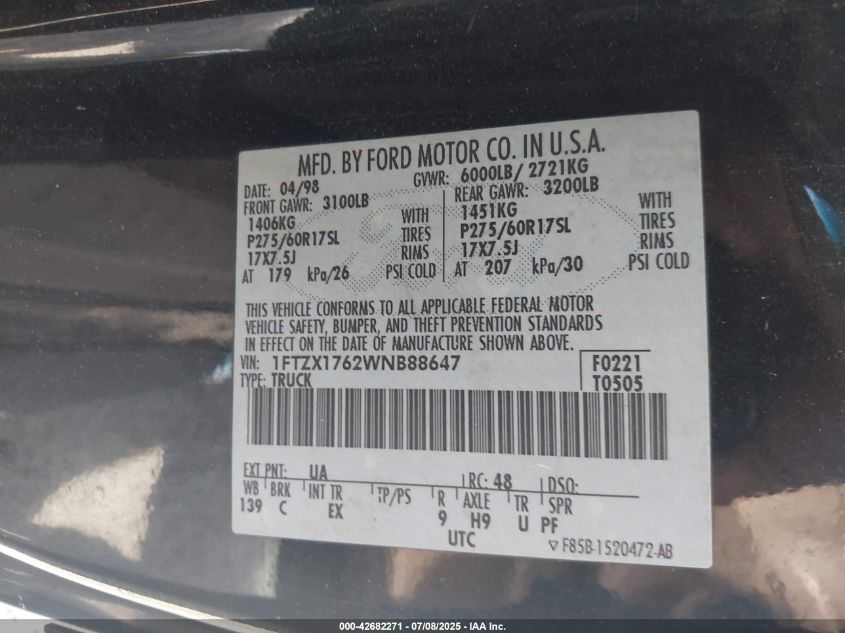 MFD. BY FORD MOTOR CO. IN U.S.A.
DATE: 04/98 GVWR: 6000LB/ 2721KG
FRONT GAWR: 3100LB REAR GAWR: 3200LB
1406KG WITH 1451KG WITH
P275/60R17SL TIRES P275/60R17SL TIRES
17X7.5J RIMS 17X7.5J RIMS
AT 179 kPa/26 PSI COLD AT 207 kPa/30 PSI COLD
THIS VEHICLE CONFORMS TO ALL APPLICABLE FEDERAL MOTOR
VEHICLE SAFETY, BUMPER, AND THEFT PREVENTION STANDARDS
IN EFFECT ON THE DATE OF MANUFACTURE SHOWN ABOVE.
VIN: 1FTZX1762WNB88647 F0221
TYPE: TRUCK T0505
EXT PNT: UA RC: 48 DSO:
WB BRK INT TR TP/PS R AXLE TR SPR
139 C EX 9 H9 U PF
UTC F85B-1520472-AB
000-42682271 - 07/08/2025 - IAA Inc.